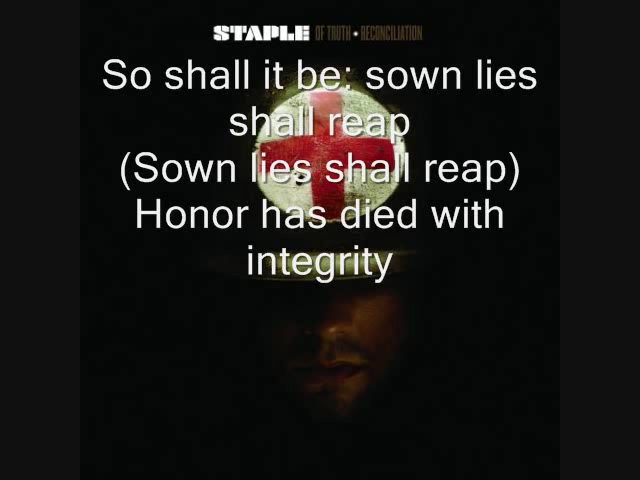 STAPLE OF TRUTH + RECONCILIATION
So shall it be: sown lies
shall reap
(Sown lies shall reap)
Honor has died with
integrity